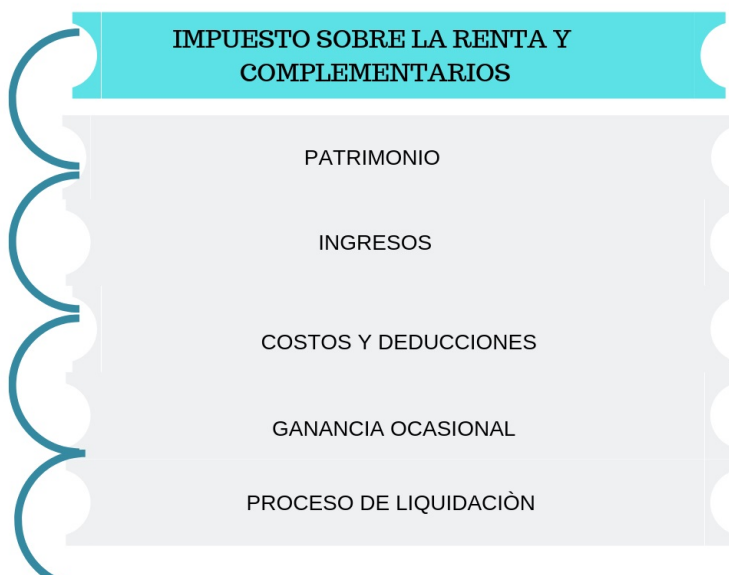 IMPUESTO SOBRE LA RENTA Y
COMPLEMENTARIOS
PATRIMONIO
INGRESOS
COSTOS Y DEDUCCIONES
GANANCIA OCASIONAL
PROCESO DE LIQUIDACIÒN